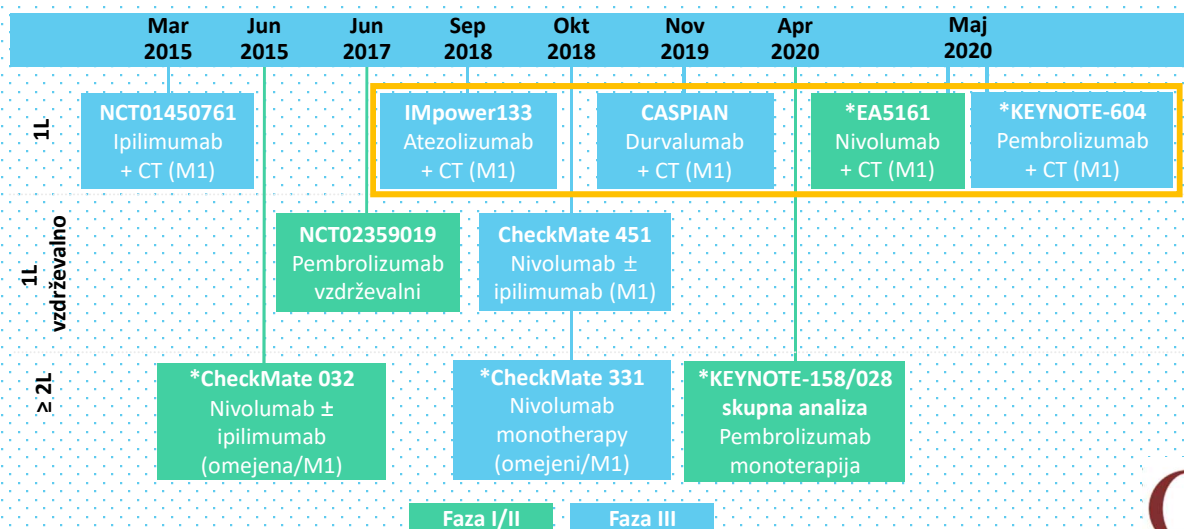 Mar
2015
Jun
2015
Jun
2017
Sep
2018
Okt
2018
Nov
2019
Apr
2020
Maj
2020
1L
NCT01450761
Ipilimumab
+ CT (M1)
IMpower133
Atezolizumab
+ CT (M1)
CASPIAN
Durvalumab
+ CT (M1)
*EA5161
Nivolumab
+ CT (M1)
*KEYNOTE-604
Pembrolizumab
+ CT (M1)
1L
vzdrževalno
NCT02359019
Pembrolizumab
vzdrževalni
CheckMate 451
Nivolumab ±
ipilimumab (M1)
≥ 2L
*CheckMate 032
Nivolumab ±
ipilimumab
(omejena/M1)
*CheckMate 331
Nivolumab
monotherapy
(omejeni/M1)
*KEYNOTE-158/028
skupna analiza
Pembrolizumab
monoterapija
Faza I/II
Faza III